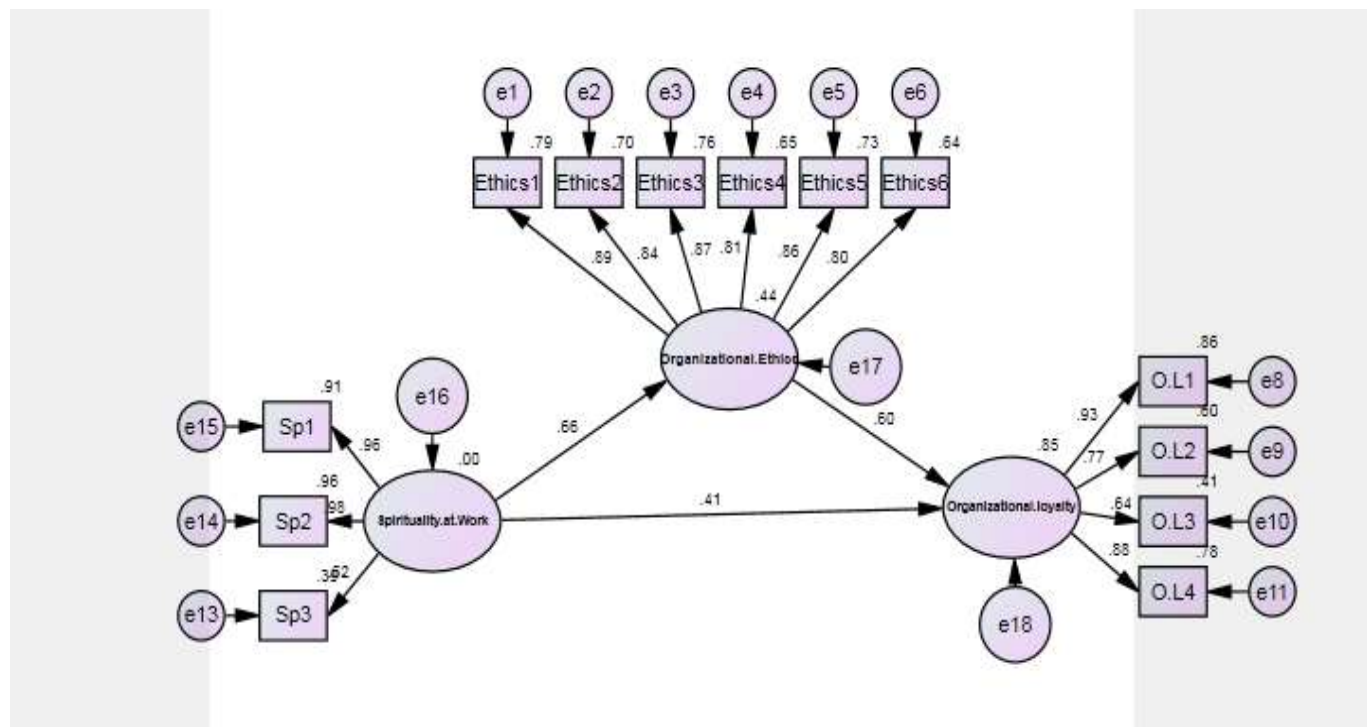 e1
e2
e3
e4
e5
e6
.79
.70
.76
.65
.73
.64
Ethics1
Ethics2
Ethics3
Ethics4
Ethics5
Ethics6
.89
.84
.87
.81
.86
.80
.44
Organizational.Ethic
e17
e16
.66
.60
.00
Spirituality.at.Work
.41
.85
Organizational.loyalty
e18
.91
e15
Sp1
.96
.96
e14
Sp2
.98
e13
Sp3
.86
O.L1
e8
.93
.60
O.L2
e9
.77
.41
O.L3
e10
.64
.78
O.L4
e11
.88